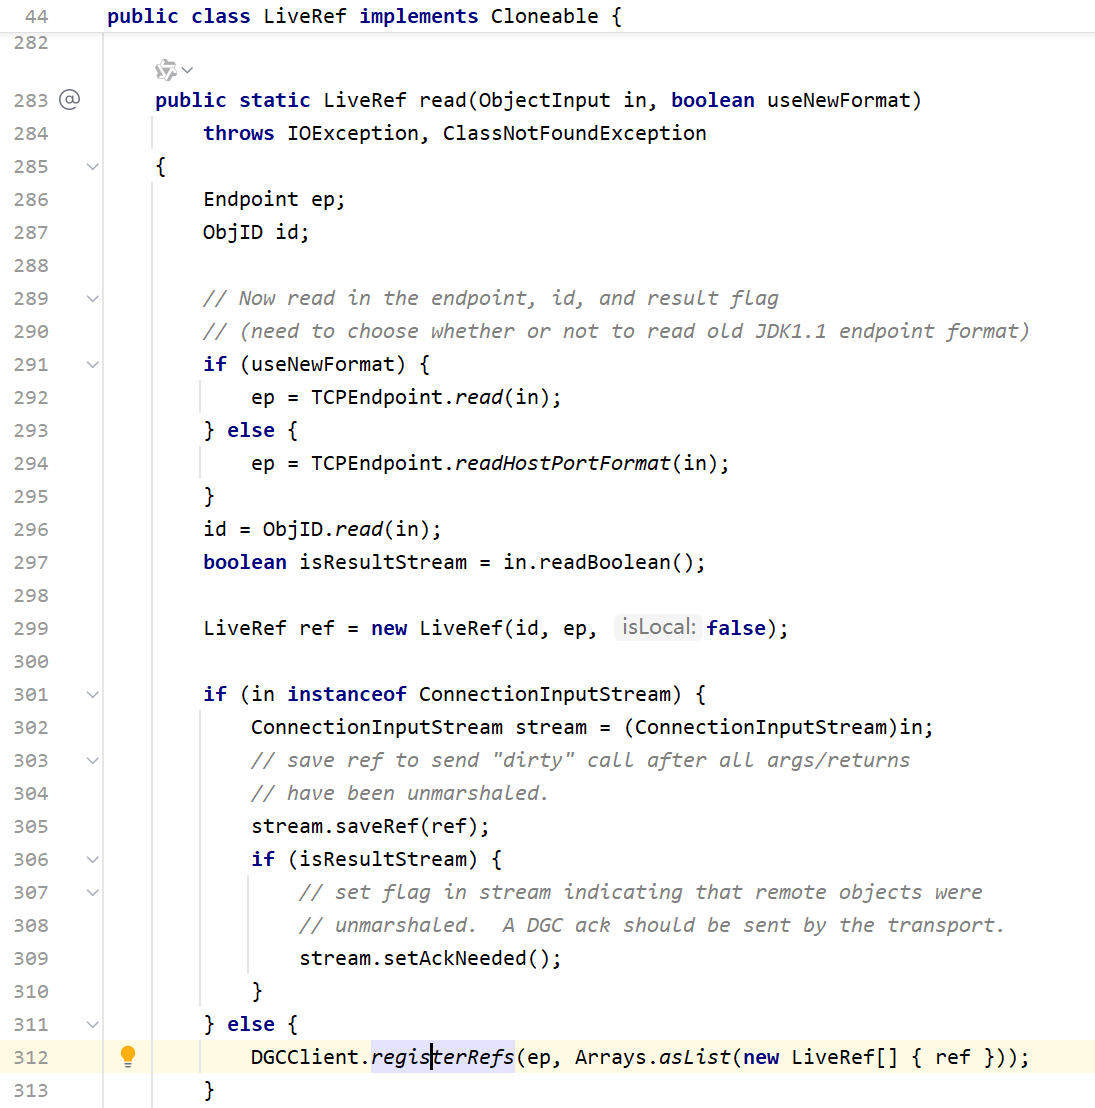 44 public class LiveRef implements Cloneable {
282
283 @ public static LiveRef read(ObjectInput in, boolean useNewFormat)
284 throws IOException, ClassNotFoundException
285 {
286 Endpoint ep;
287 ObjID id;
288
289 // Now read in the endpoint, id, and result flag
290 // (need to choose whether or not to read old JDK1.1 endpoint format)
291 if (useNewFormat) {
292 ep = TCPEndpoint.read(in);
293 } else {
294 ep = TCPEndpoint.readHostPortFormat(in);
295 }
296 id = ObjID.read(in);
297 boolean isResultStream = in.readBoolean();
298
299 LiveRef ref = new LiveRef(id, ep, isLocal: false);
300
301 if (in instanceof ConnectionInputStream) {
302 ConnectionInputStream stream = (ConnectionInputStream)in;
303 // save ref to send "dirty" call after all args/returns
304 // have been unmarshaled.
305 stream.saveRef(ref);
306 if (isResultStream) {
307 // set flag in stream indicating that remote objects were
308 // unmarshaled. A DGC ack should be sent by the transport.
309 stream.setAckNeeded();
310 }
311 } else {
312 DGCClient.registerRefs(ep, Arrays.asList(new LiveRef[] { ref }));
313 }